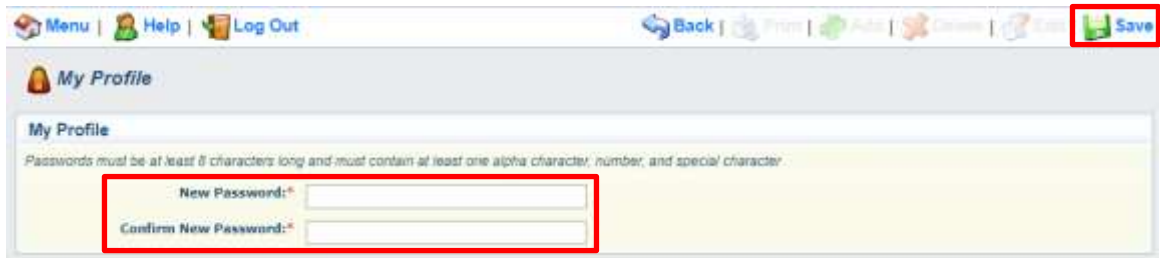 Menu | Help | Log Out Back | Print | Add | Delete | Edit Save
My Profile
My Profile
Passwords must be at least 8 characters long and must contain at least one alpha character, number, and special character
New Password:*
Confirm New Password:*